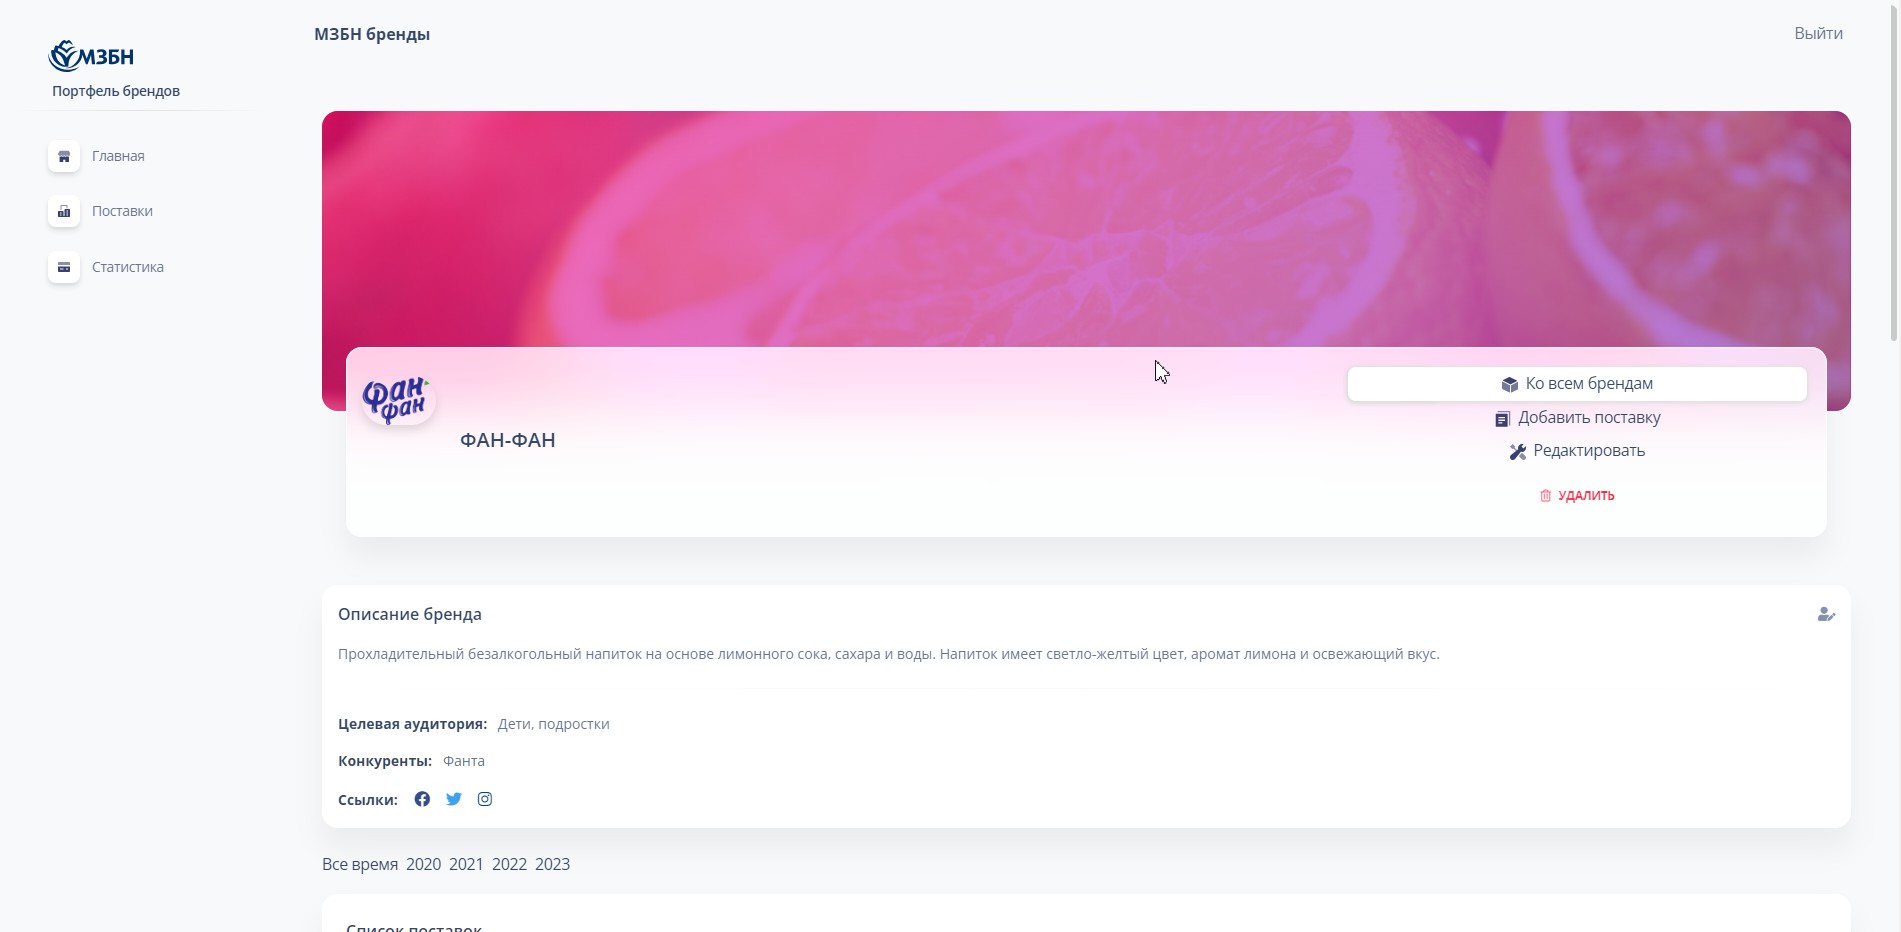 МЗБН
МЗБН бренды
Выйти
Портфель брендов
Главная
Поставки
Статистика
Фан
фан
ФАН-ФАН
Ко всем брендам
Добавить поставку
Редактировать
УДАЛИТЬ
Описание бренда
Прохладительный безалкогольный напиток на основе лимонного сока, сахара и воды. Напиток имеет светло-желтый цвет, аромат лимона и освежающий вкус.
Целевая аудитория: Дети, подростки
Конкуренты: Фанта
Ссылки:
Все время 2020 2021 2022 2023
Список поставок